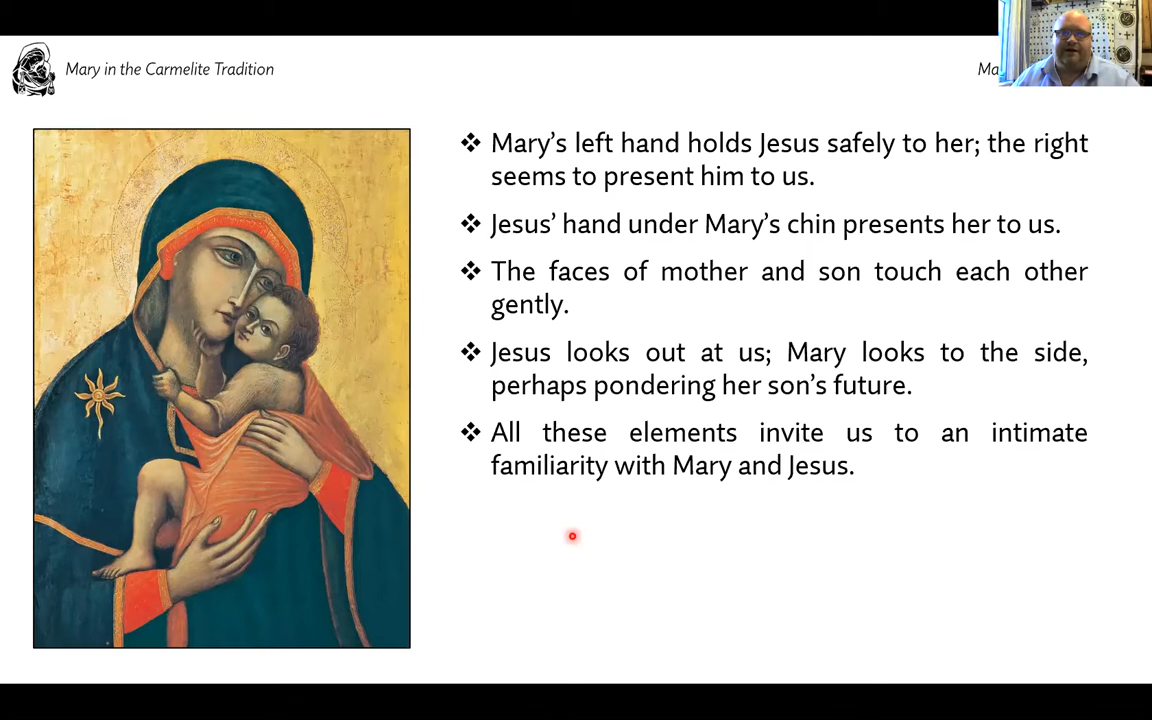 Mary in the Carmelite Tradition
❖ Mary’s left hand holds Jesus safely to her; the right
seems to present him to us.
❖ Jesus’ hand under Mary’s chin presents her to us.
❖ The faces of mother and son touch each other
gently.
❖ Jesus looks out at us; Mary looks to the side,
perhaps pondering her son’s future.
❖ All these elements invite us to an intimate
familiarity with Mary and Jesus.